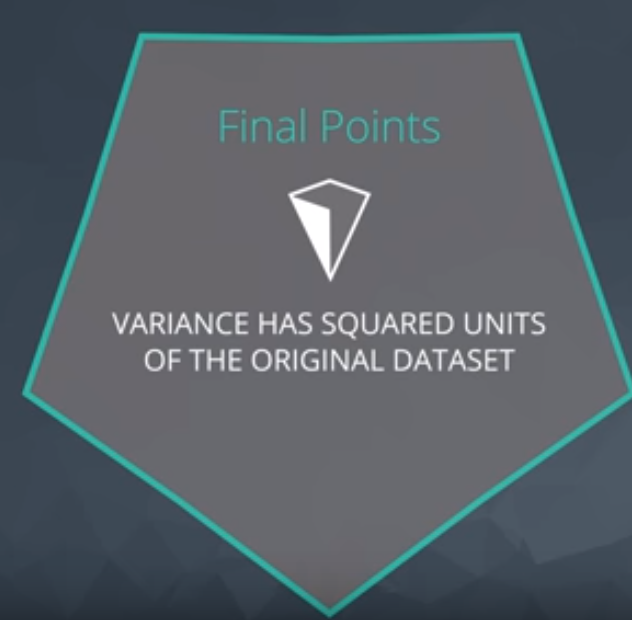 Final Points
VARIANCE HAS SQUARED UNITS
OF THE ORIGINAL DATASET